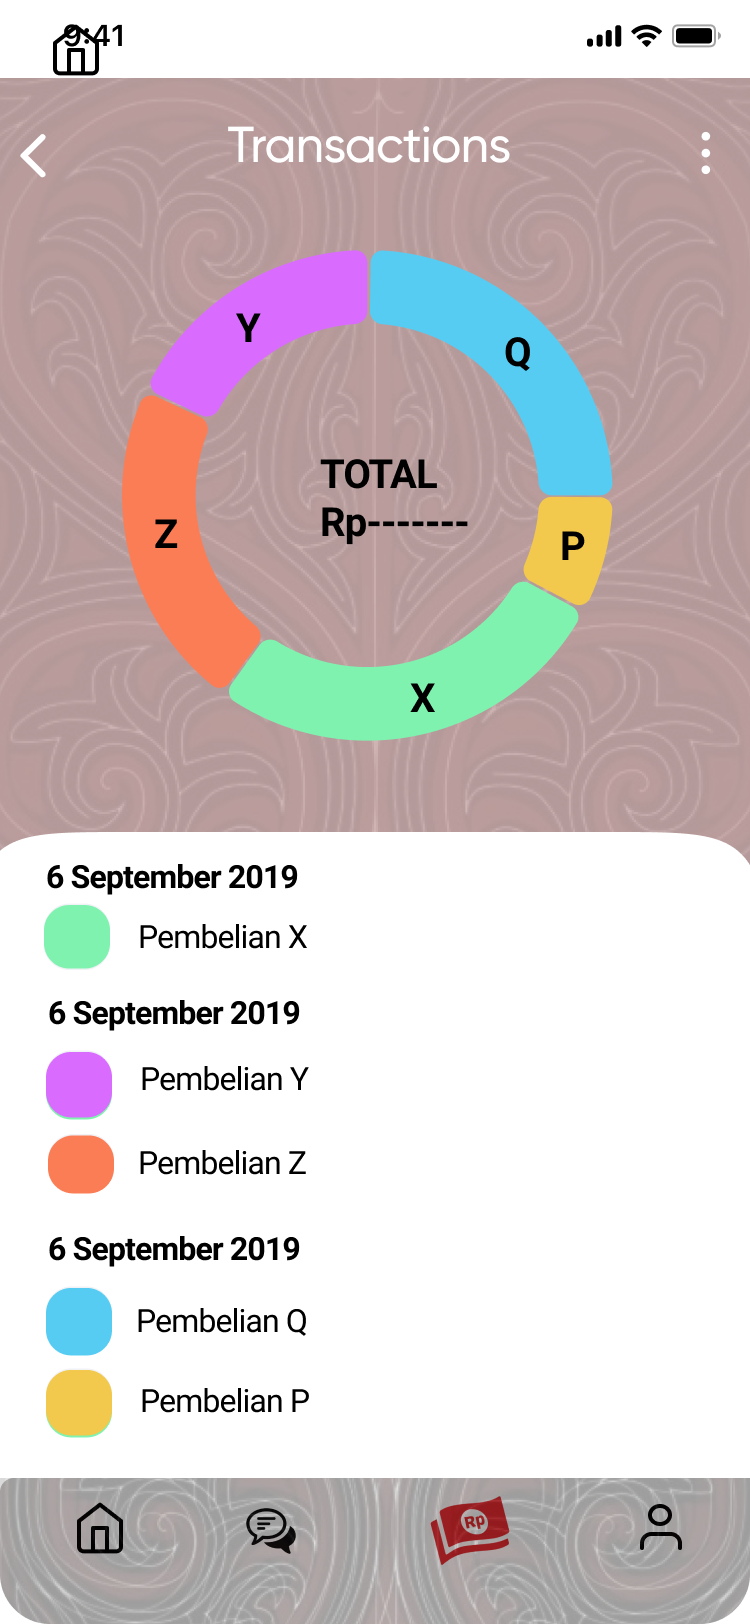 9:41
Transactions
Y
Q
TOTAL
Rp-------
Z
P
X
6 September 2019
Pembelian X
6 September 2019
Pembelian Y
Pembelian Z
6 September 2019
Pembelian Q
Pembelian P
Rp